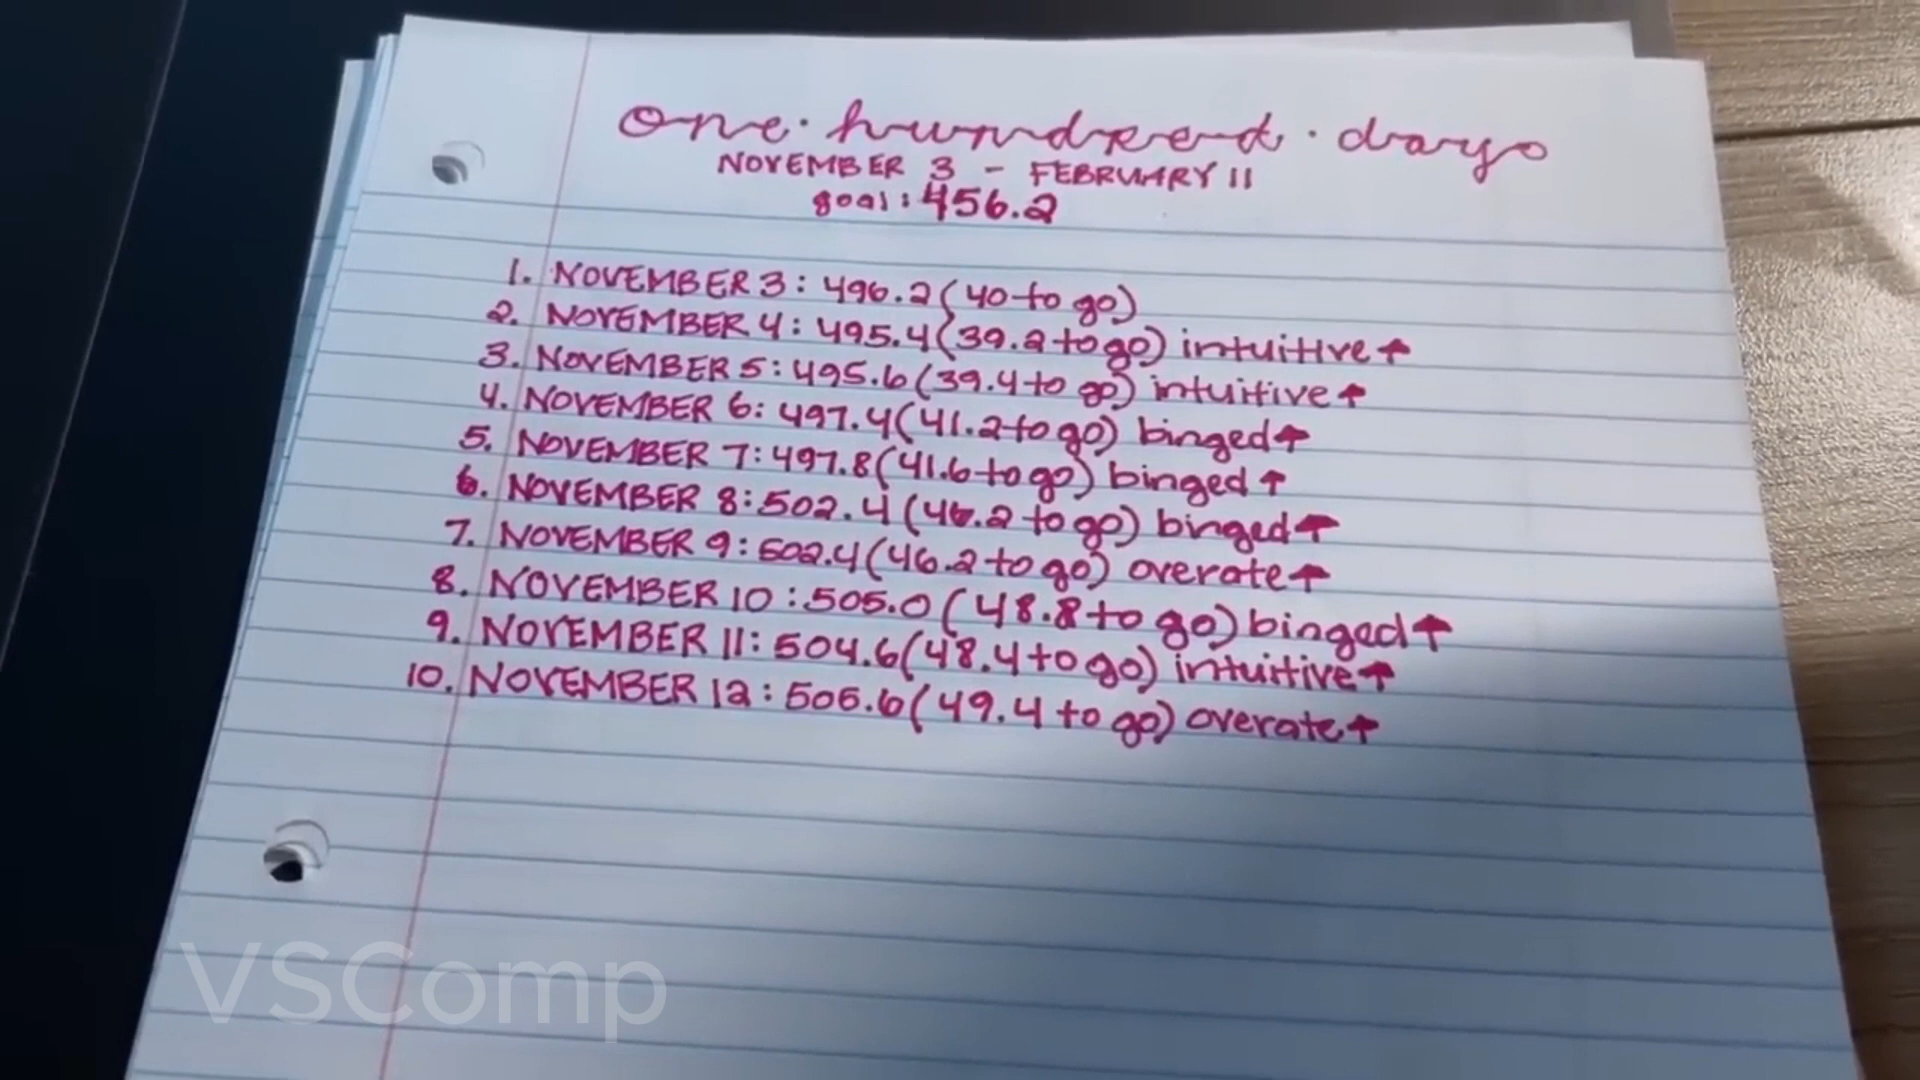 one·hundred·days
NOVEMBER 3 - FEBRUARY 11
goal: 456.2
1. NOVEMBER 3: 496.2 (40 to go)
2. NOVEMBER 4: 495.4 (39.2 to go) intuitive↑
3. NOVEMBER 5: 495.6 (39.4 to go) intuitive↑
4. NOVEMBER 6: 497.4 (41.2 to go) binged↑
5. NOVEMBER 7: 497.8 (41.6 to go) binged↑
6. NOVEMBER 8: 502.4 (46.2 to go) binged↑
7. NOVEMBER 9: 502.4 (46.2 to go) overate↑
8. NOVEMBER 10: 505.0 (48.8 to go) binged↑
9. NOVEMBER 11: 504.6 (48.4 to go) intuitive↑
10. NOVEMBER 12: 505.6 (49.4 to go) overate↑
VSComp